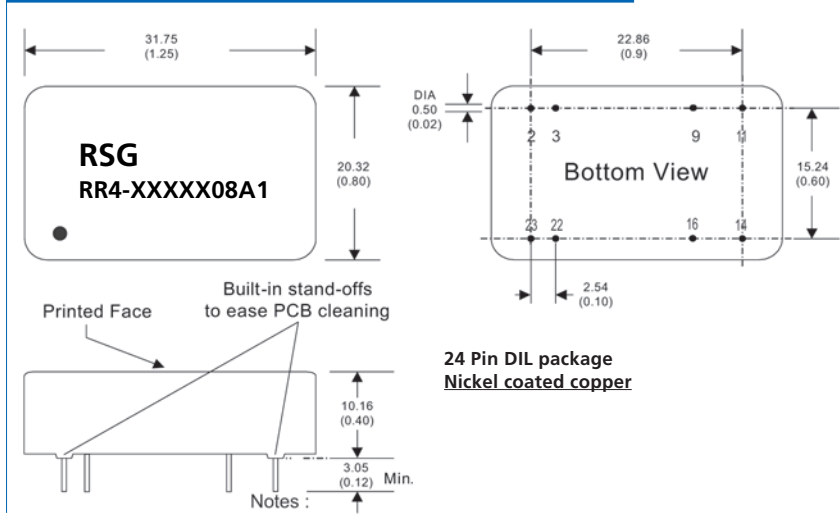 31.75
(1.25)
RSG
RR4-XXXXX08A1
20.32
(0.80)
22.86
(0.9)
DIA
0.50
(0.02)
2 3 9 11
Bottom View
15.24
(0.60)
23 22 16 14
2.54
(0.10)
Printed Face
Built-in stand-offs
to ease PCB cleaning
24 Pin DIL package
Nickel coated copper
10.16
(0.40)
3.05
(0.12) Min.
Notes :